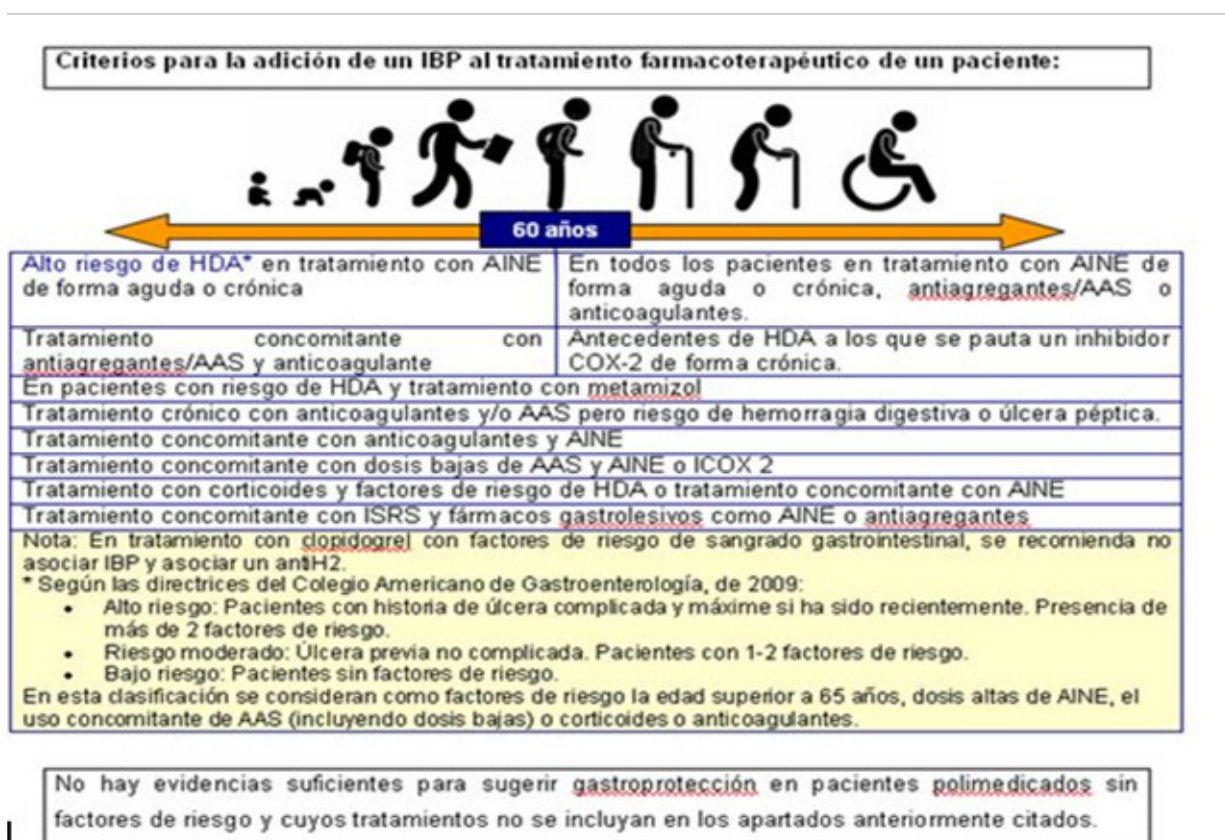 Criterios para la adición de un IBP al tratamiento farmacoterapéutico de un paciente:
60 años
Alto riesgo de HDA* en tratamiento con AINE
de forma aguda o crónica
En todos los pacientes en tratamiento con AINE de
forma aguda o crónica, antiagregantes/AAS o
anticoagulantes.
Tratamiento concomitante con
antiagregantes/AAS y anticoagulante
Antecedentes de HDA a los que se pauta un inhibidor
COX-2 de forma crónica.
En pacientes con riesgo de HDA y tratamiento con metamizol
Tratamiento crónico con anticoagulantes y/o AAS pero riesgo de hemorragia digestiva o úlcera péptica.
Tratamiento concomitante con anticoagulantes y AINE
Tratamiento concomitante con dosis bajas de AAS y AINE o ICOX 2
Tratamiento con corticoides y factores de riesgo de HDA o tratamiento concomitante con AINE
Tratamiento concomitante con ISRS y fármacos gastrolesivos como AINE o antiagregantes
Nota: En tratamiento con clopidogrel con factores de riesgo de sangrado gastrointestinal, se recomienda no
asociar IBP y asociar un antiH2.
* Según las directrices del Colegio Americano de Gastroenterología, de 2009:
• Alto riesgo: Pacientes con historia de úlcera complicada y máxime si ha sido recientemente. Presencia de
más de 2 factores de riesgo.
• Riesgo moderado: Úlcera previa no complicada. Pacientes con 1-2 factores de riesgo.
• Bajo riesgo: Pacientes sin factores de riesgo.
En esta clasificación se consideran como factores de riesgo la edad superior a 65 años, dosis altas de AINE, el
uso concomitante de AAS (incluyendo dosis bajas) o corticoides o anticoagulantes.
No hay evidencias suficientes para sugerir gastroprotección en pacientes polimedicados sin
factores de riesgo y cuyos tratamientos no se incluyan en los apartados anteriormente citados.